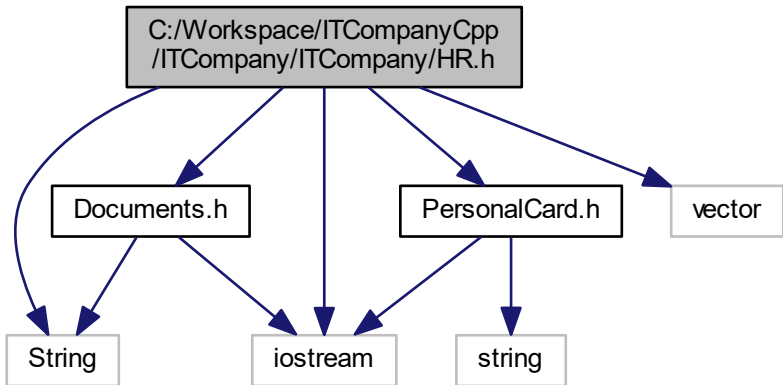 C:/Workspace/ITCompanyCpp
/ITCompany/ITCompany/HR.h
Documents.h
PersonalCard.h
vector
String
iostream
string